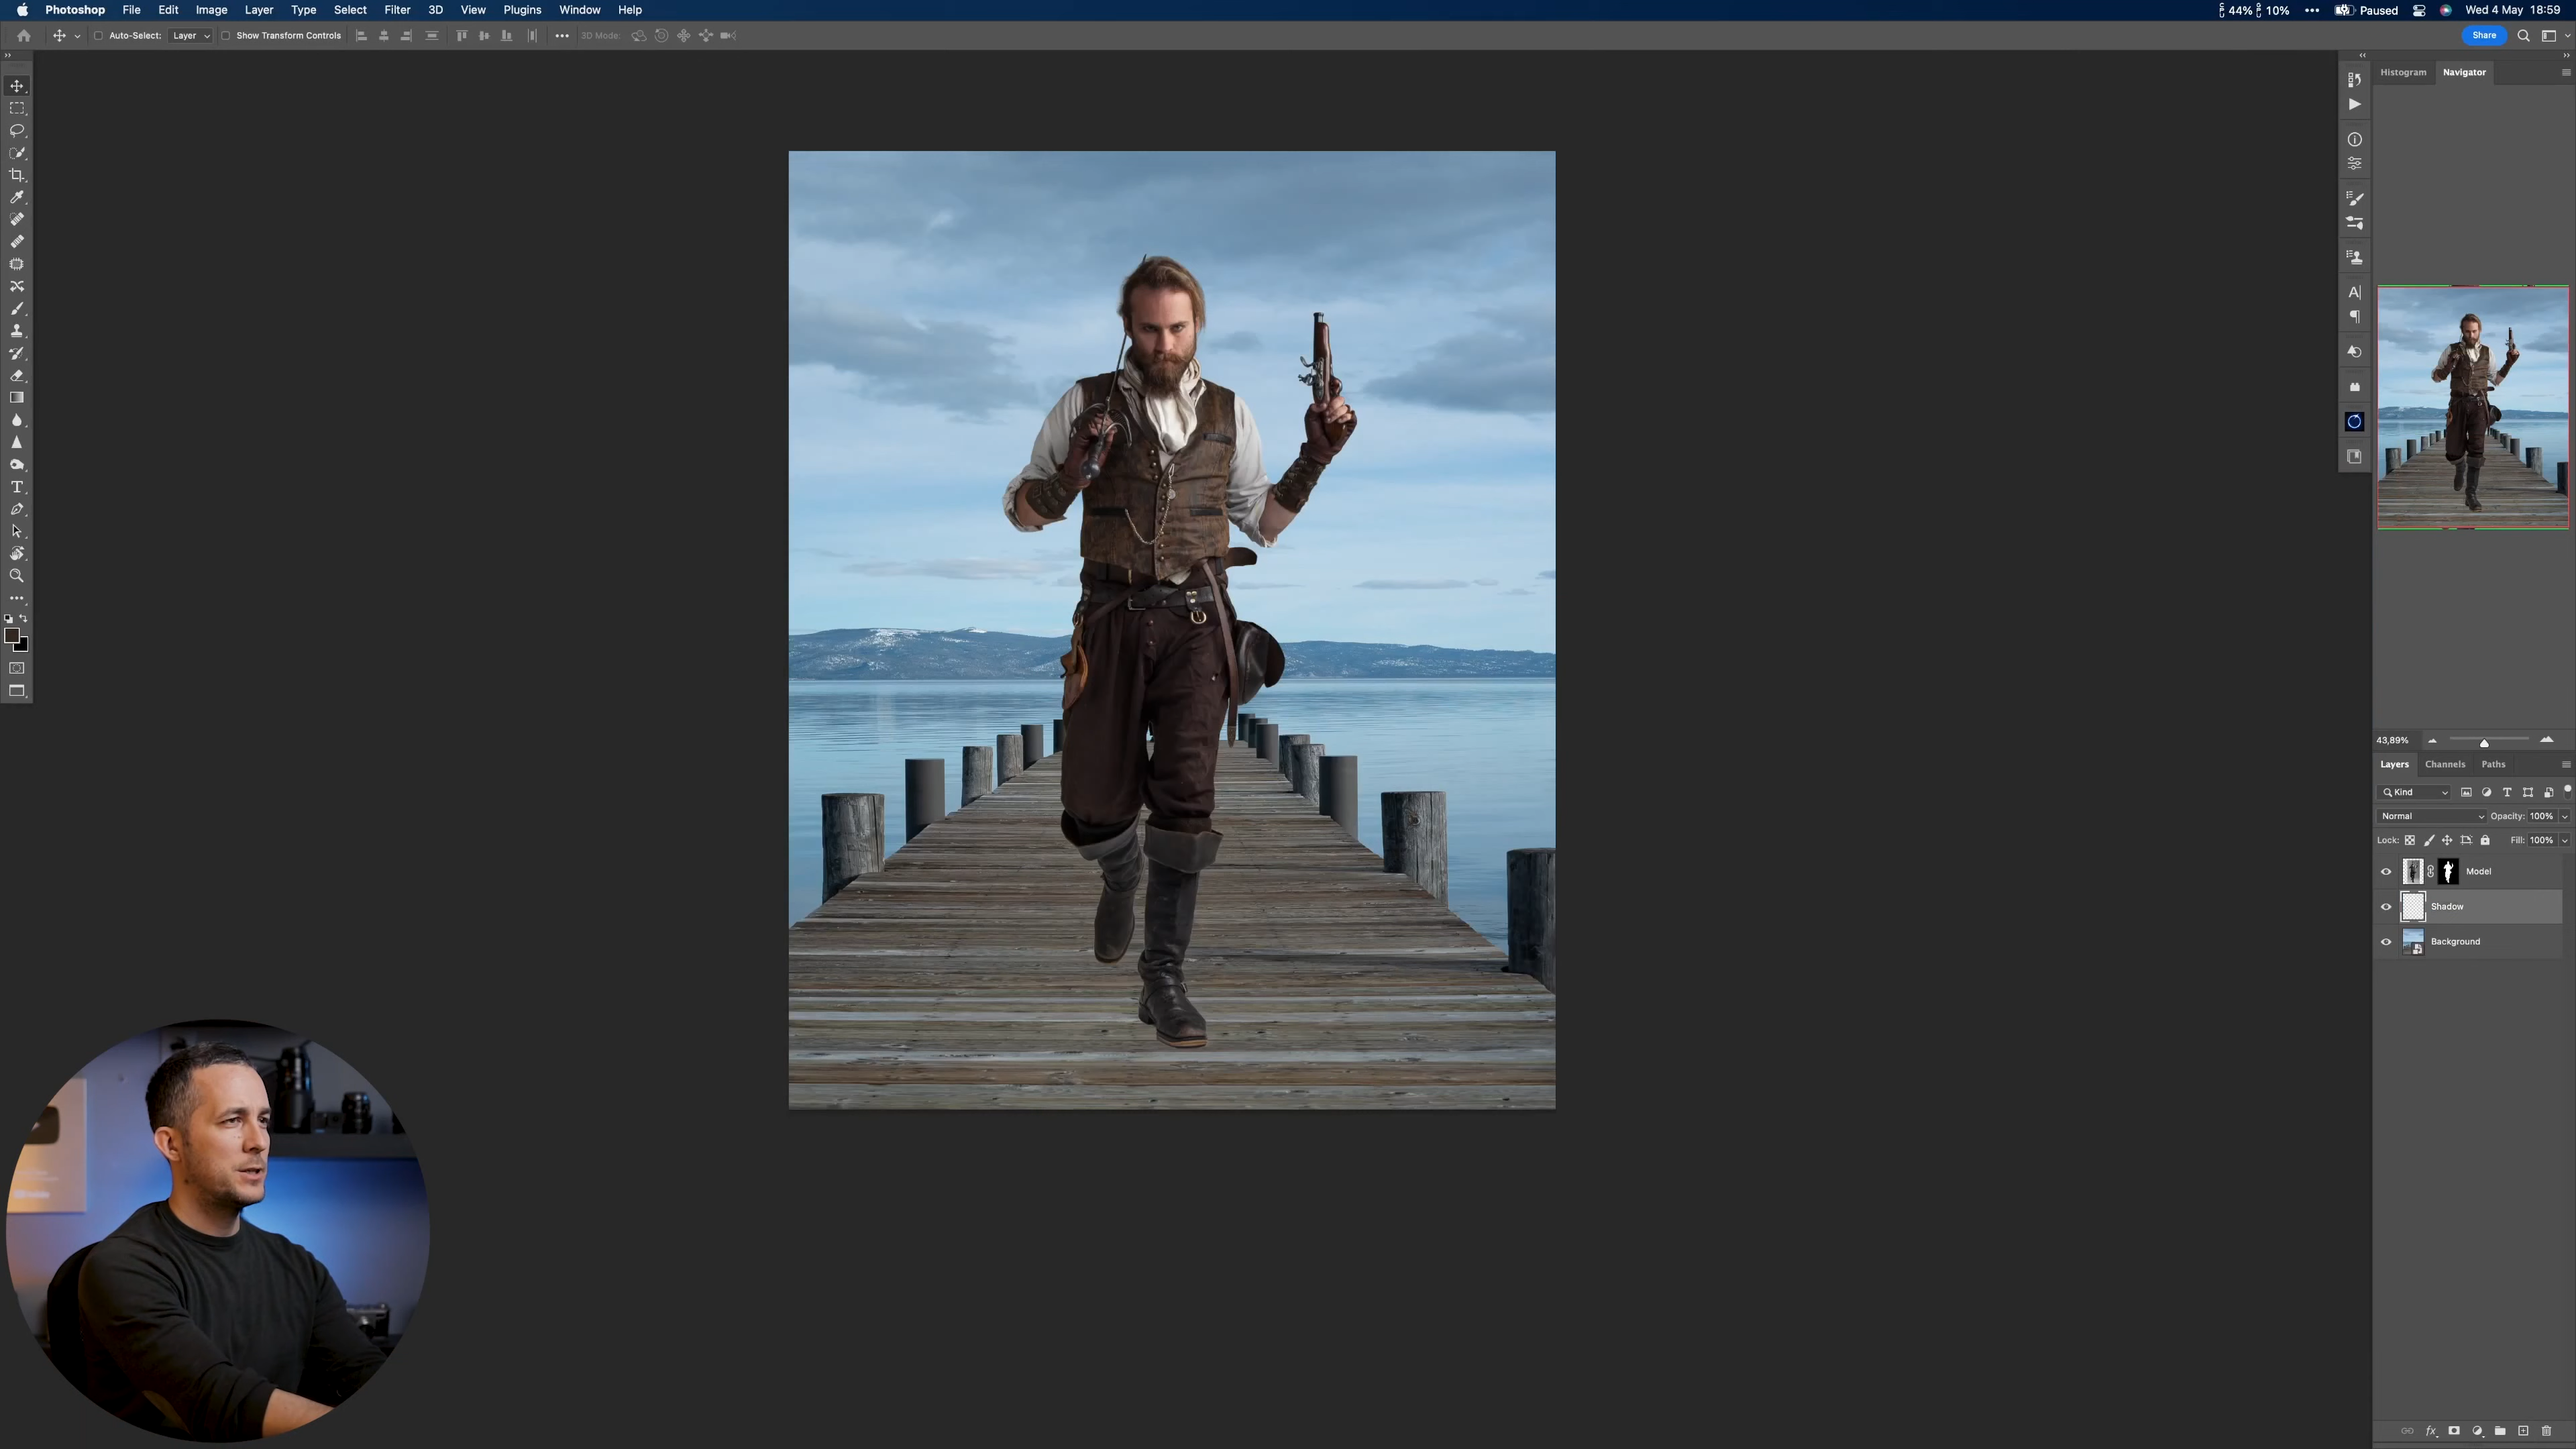 Photoshop File Edit Image Layer Type Select Filter 3D View Plugins Window Help
44% 10% ••• Paused Wed 4 May 18:59
Auto-Select: Layer Show Transform Controls ••• 3D Mode: Share
Histogram Navigator
43,89%
Layers Channels Paths
Kind
Normal Opacity: 100%
Lock: Fill: 100%
Model
Shadow
Background
fx